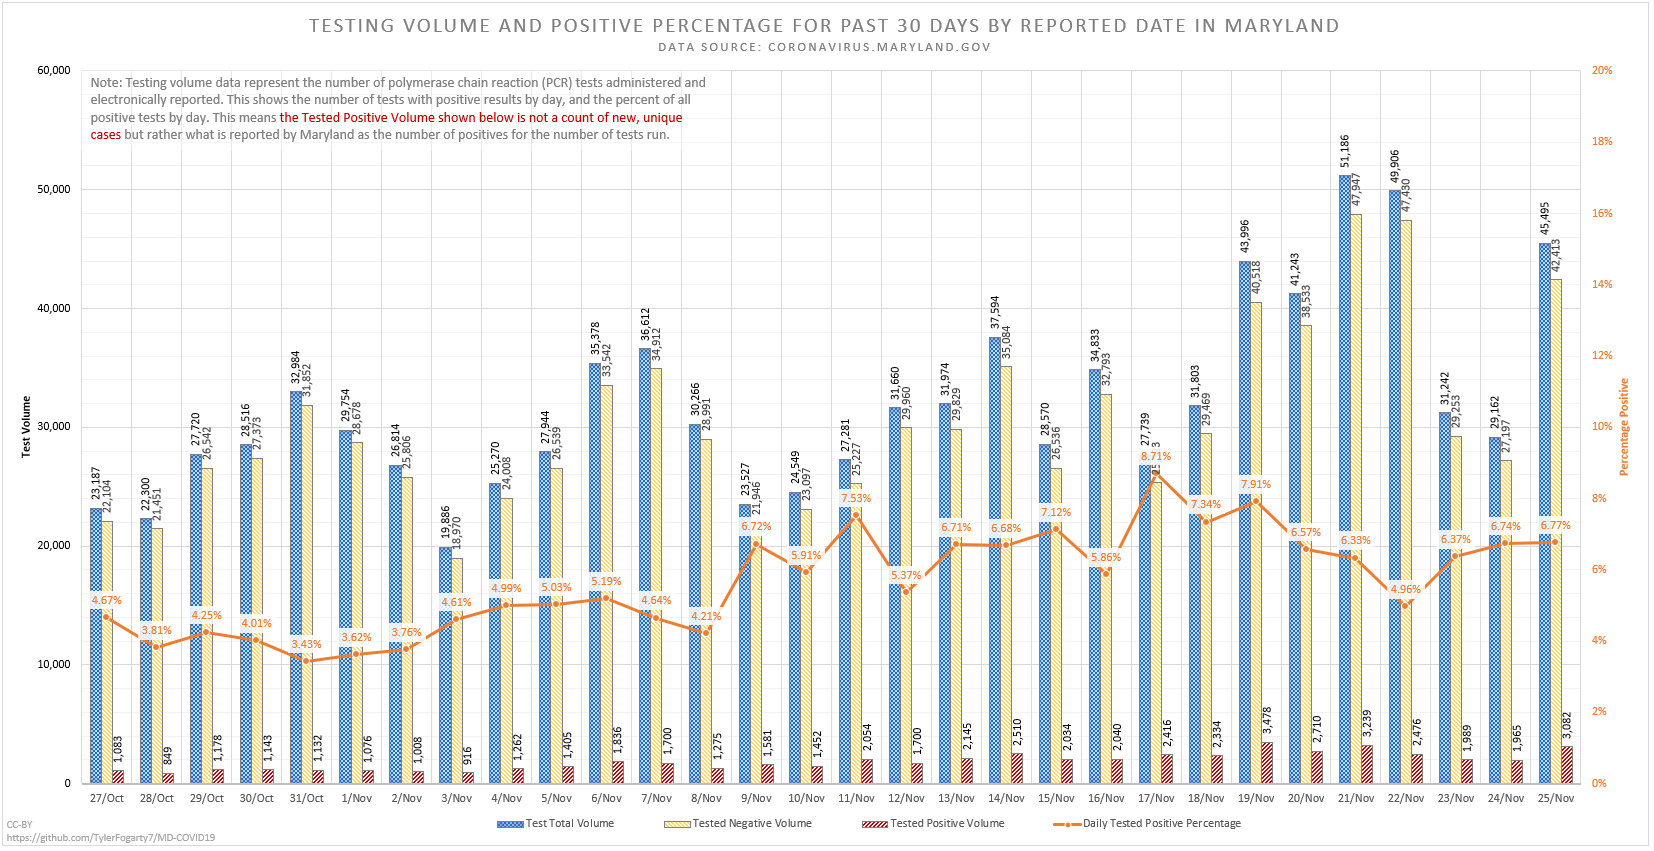 TESTING VOLUME AND POSITIVE PERCENTAGE FOR PAST 30 DAYS BY REPORTED DATE IN MARYLAND
DATA SOURCE: CORONAVIRUS.MARYLAND.GOV
Note: Testing volume data represent the number of polymerase chain reaction (PCR) tests administered and
electronically reported. This shows the number of tests with positive results by day, and the percent of all
positive tests by day. This means the Tested Positive Volume shown below is not a count of new, unique
cases but rather what is reported by Maryland as the number of positives for the number of tests run.
60,000
50,000
40,000
30,000
20,000
10,000
0
Test Volume
20%
18%
16%
14%
12%
10%
8%
6%
4%
2%
0%
Percentage Positive
23,187 22,104 4.67% 1,083 27/Oct
22,300 21,451 3.81% 849 28/Oct
27,720 26,542 4.25% 1,178 29/Oct
28,516 27,373 4.01% 1,143 30/Oct
32,984 31,852 3.43% 1,132 31/Oct
29,754 28,678 3.62% 1,076 1/Nov
26,814 25,806 3.76% 1,008 2/Nov
19,886 18,970 4.61% 916 3/Nov
25,270 24,008 4.99% 1,262 4/Nov
27,944 26,539 5.03% 1,405 5/Nov
35,378 33,542 5.19% 1,836 6/Nov
36,612 34,912 4.64% 1,700 7/Nov
30,266 28,991 4.21% 1,275 8/Nov
23,527 21,946 6.72% 1,581 9/Nov
24,549 23,097 5.91% 1,452 10/Nov
27,281 25,227 7.53% 2,054 11/Nov
31,660 29,960 5.37% 1,700 12/Nov
31,974 29,829 6.71% 2,145 13/Nov
37,594 35,084 6.68% 2,510 14/Nov
28,570 26,536 7.12% 2,034 15/Nov
34,833 32,793 5.86% 2,040 16/Nov
27,739 8.71% 2,416 17/Nov
31,803 29,469 7.34% 2,334 18/Nov
43,996 40,518 7.91% 3,478 19/Nov
41,243 38,533 6.57% 2,710 20/Nov
51,186 47,947 6.33% 3,239 21/Nov
49,906 47,430 4.96% 2,476 22/Nov
31,242 29,253 6.37% 1,989 23/Nov
29,162 27,197 6.74% 1,965 24/Nov
45,495 42,413 6.77% 3,082 25/Nov
Test Total Volume
Tested Negative Volume
Tested Positive Volume
Daily Tested Positive Percentage
CC-BY
https://github.com/TylerFogarty7/MD-COVID19